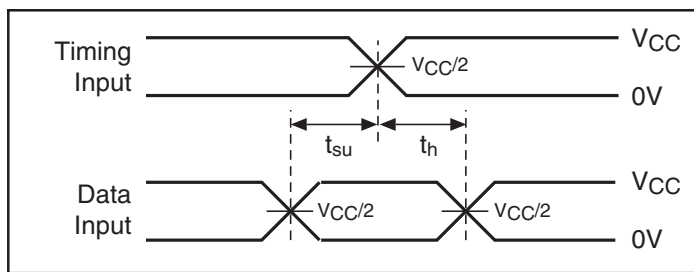 Timing
Input
VCC
VCC/2
0V
tsu
th
Data
Input
VCC
VCC/2
VCC/2
0V